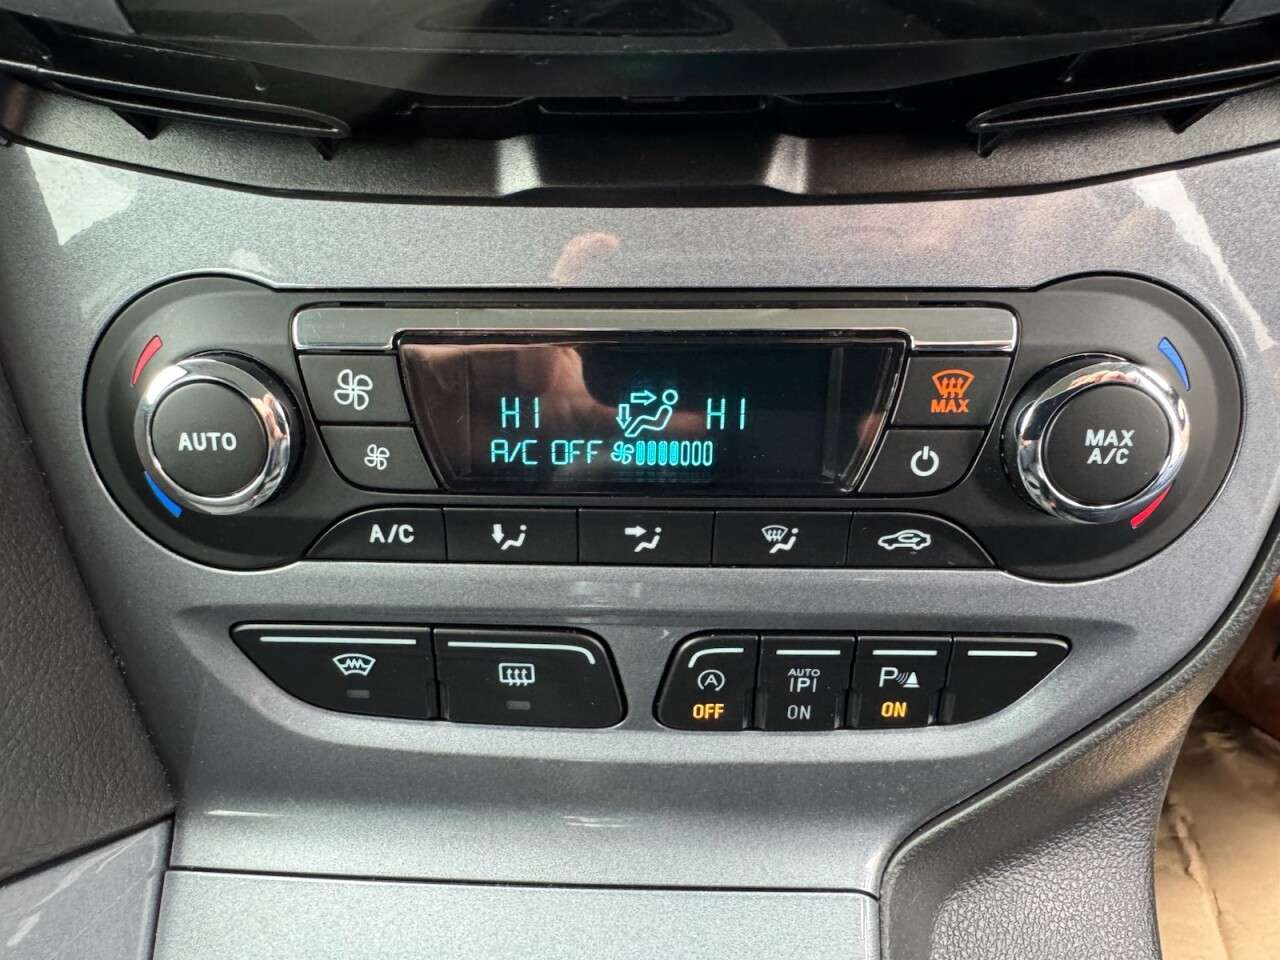 HI HI
A/C OFF
AUTO
MAX
MAX
A/C
A/C
AUTO
P
P
OFF
ON
ON